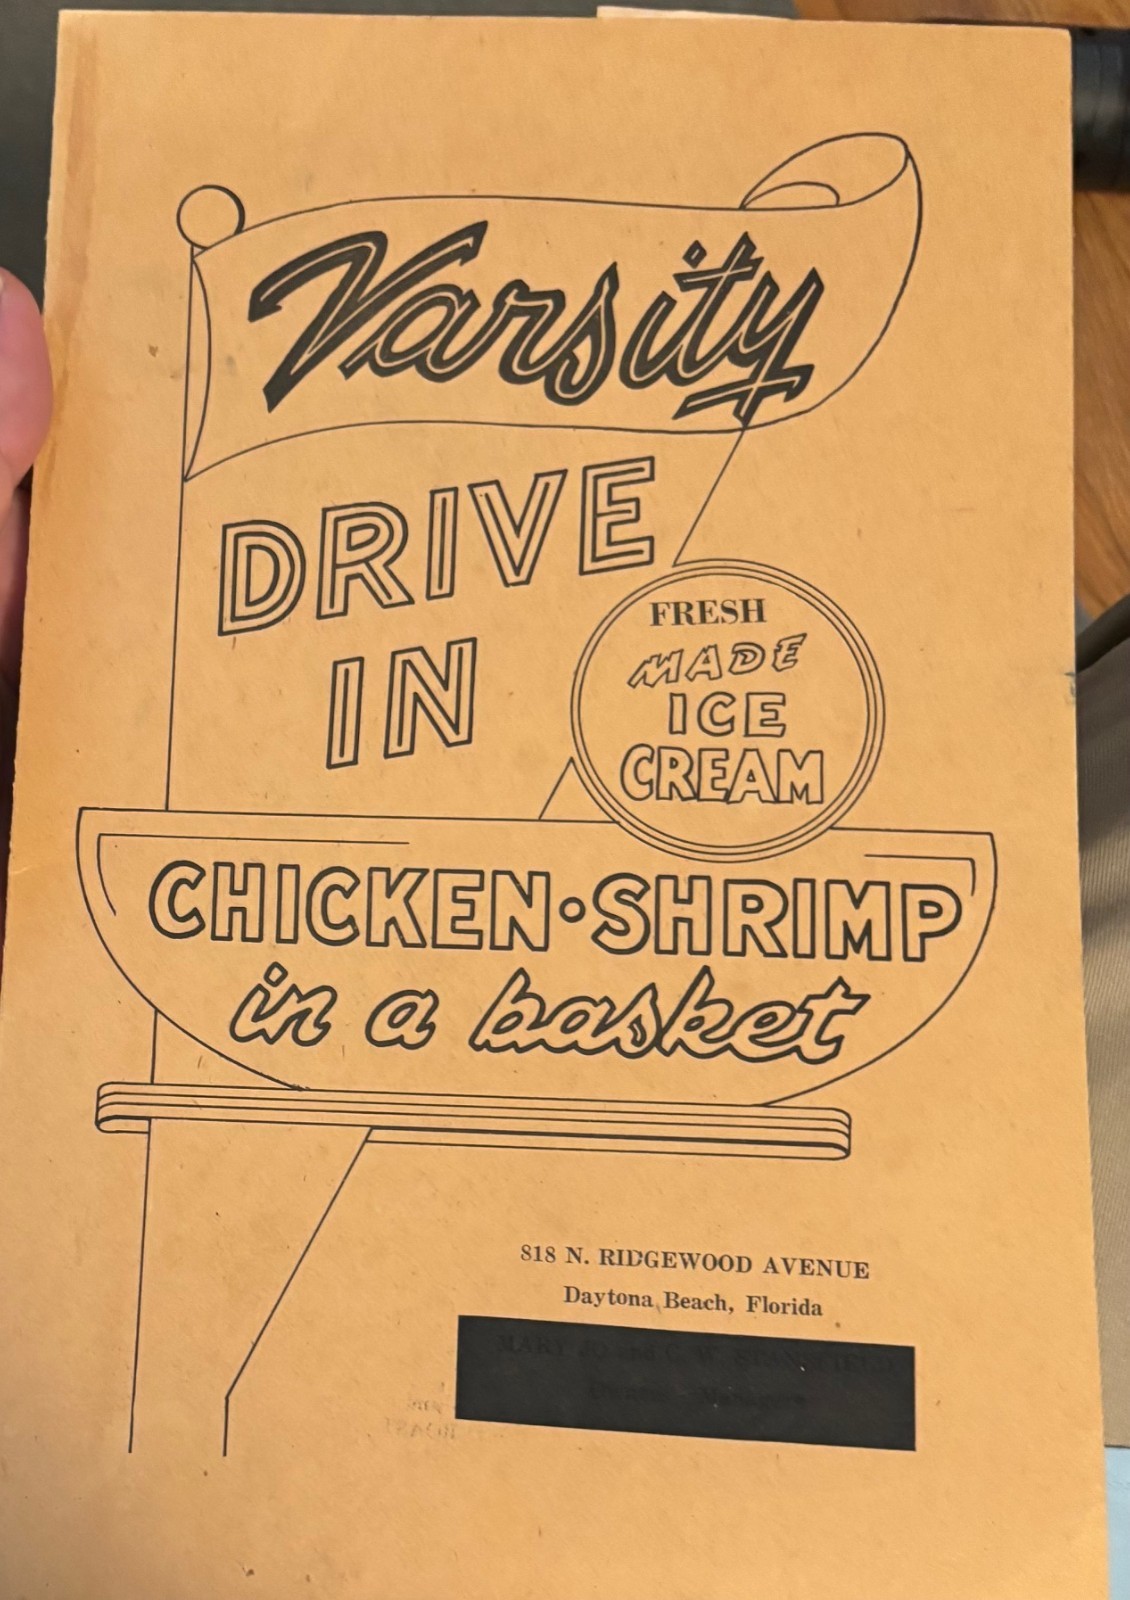 Varsity
DRIVE
IN
FRESH
MADE
ICE
CREAM
CHICKEN•SHRIMP
in a basket
818 N. RIDGEWOOD AVENUE
Daytona Beach, Florida